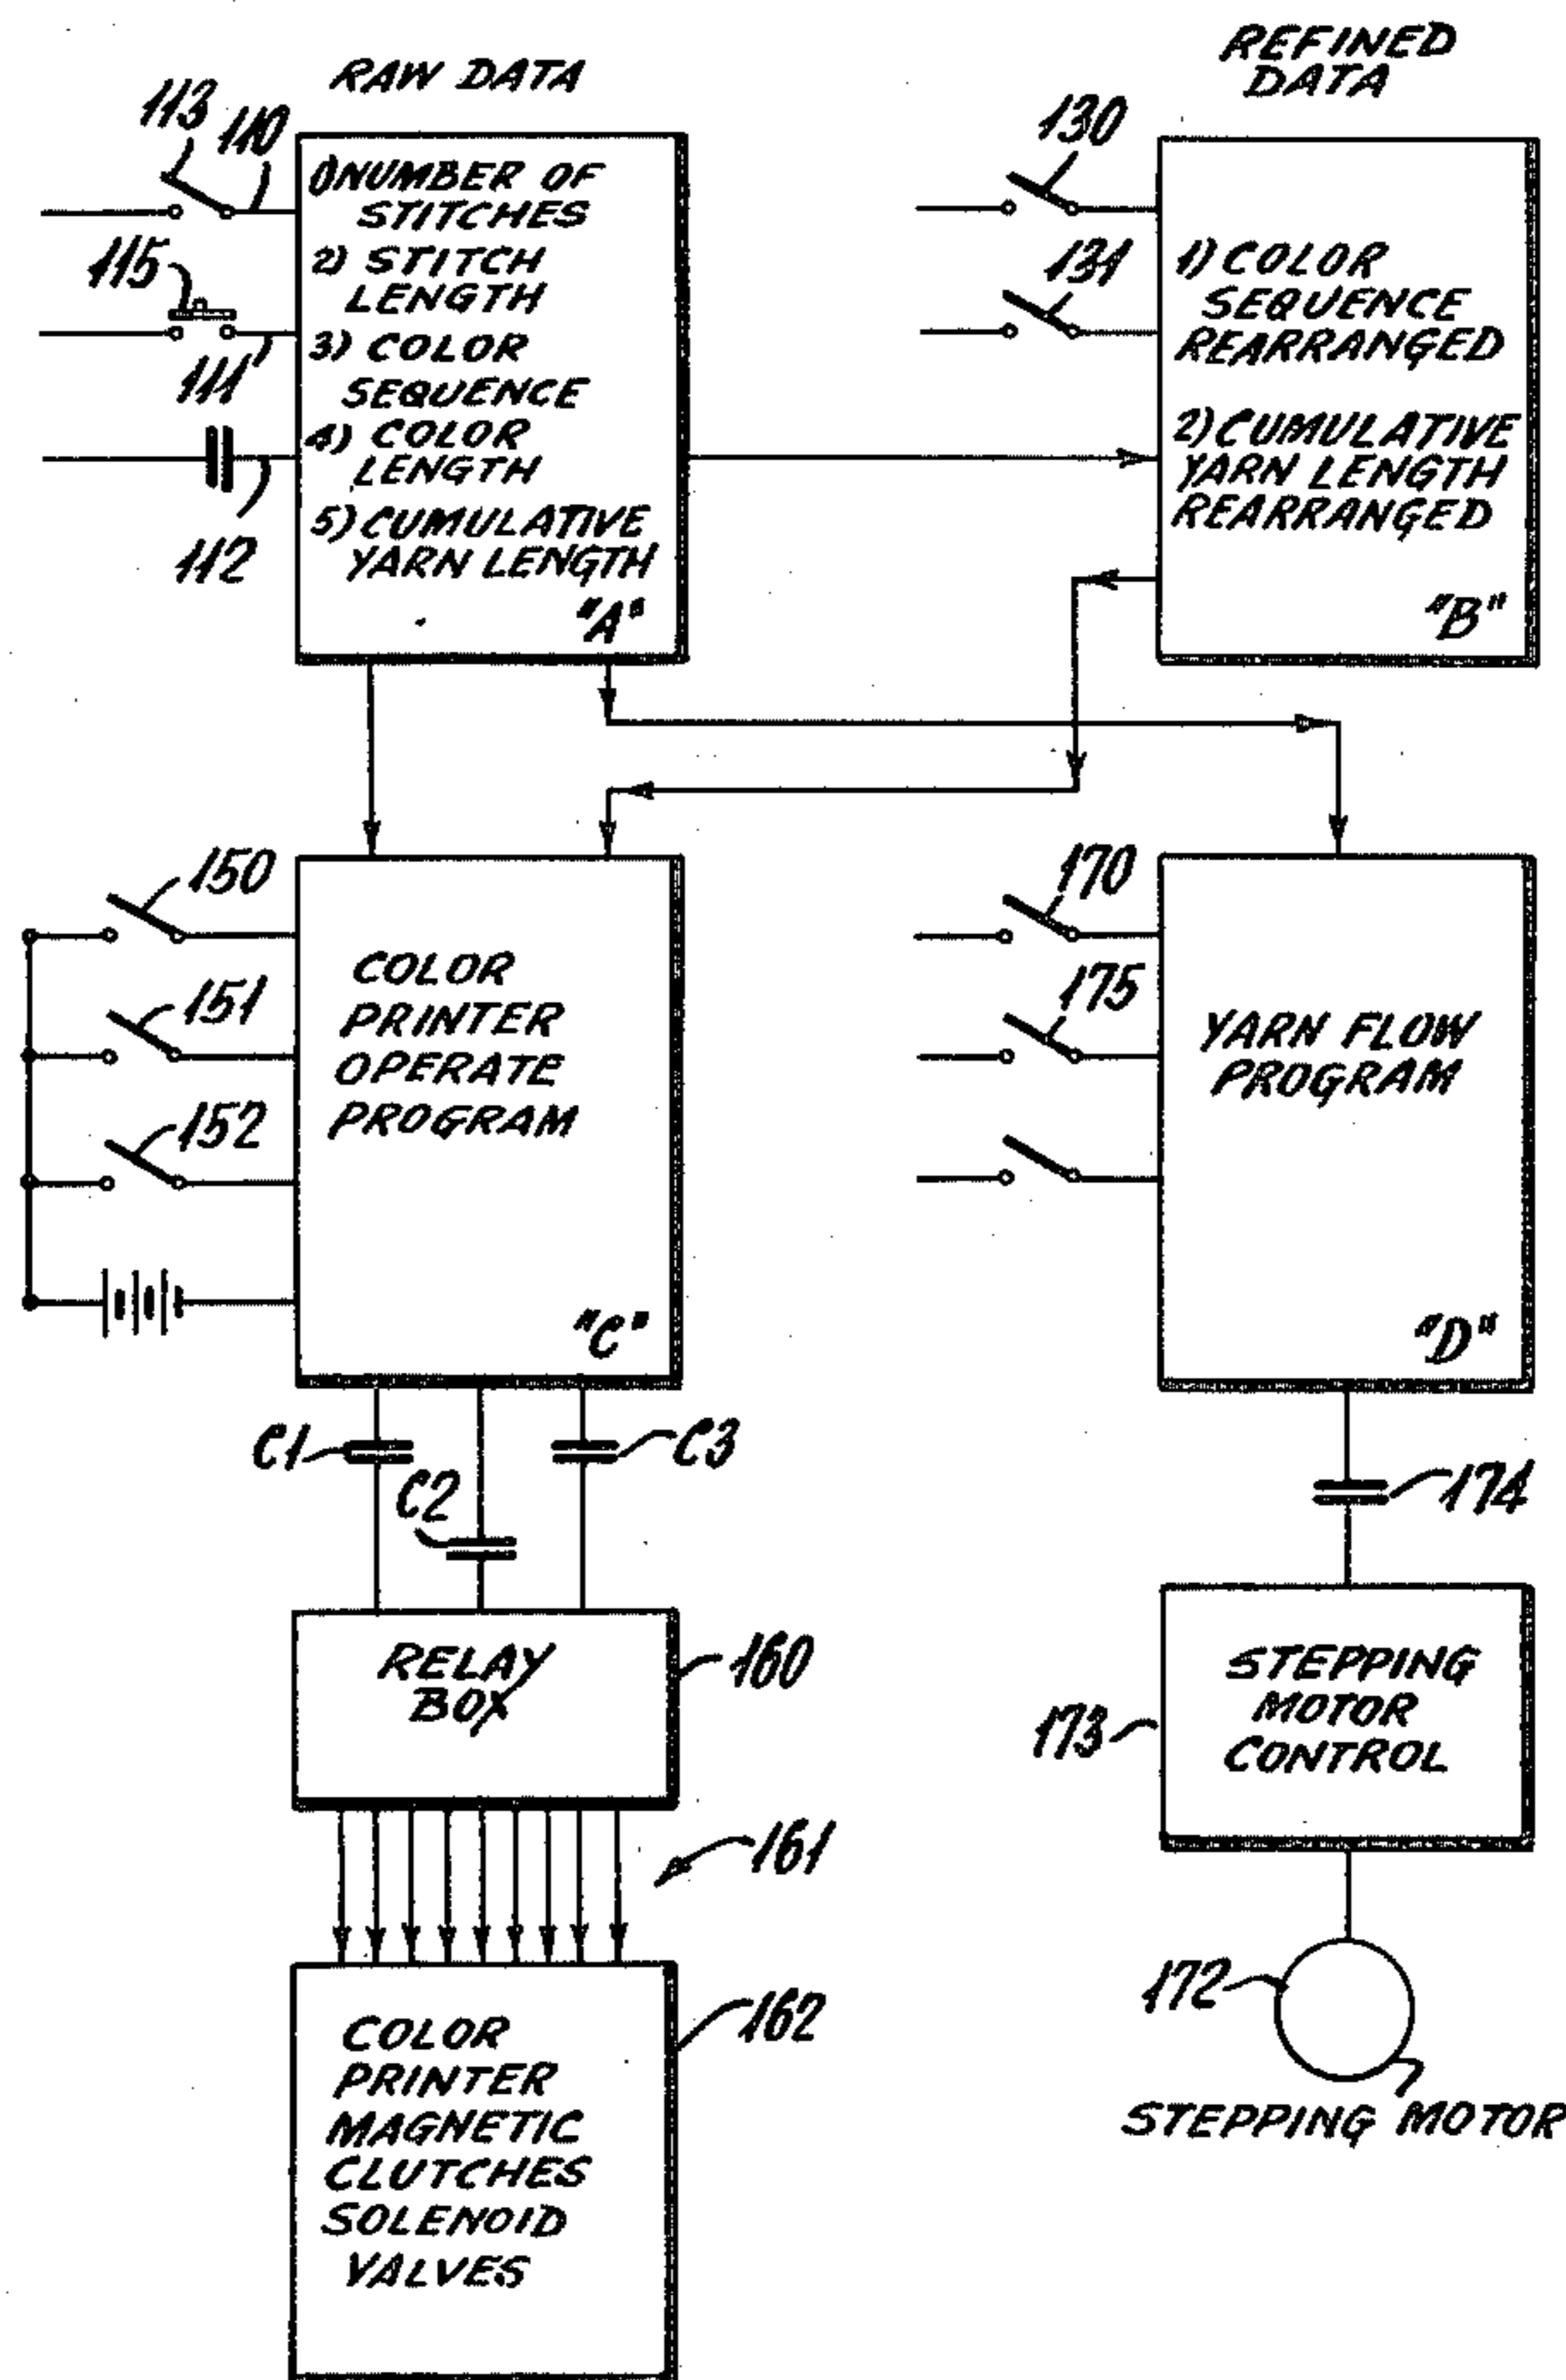 RAW DATA
113
110
115
111
112
1) NUMBER OF
STITCHES
2) STITCH
LENGTH
3) COLOR
SEQUENCE
4) COLOR
LENGTH
5) CUMULATIVE
YARN LENGTH
"A"
REFINED
DATA
130
131
1) COLOR
SEQUENCE
REARRANGED
2) CUMULATIVE
YARN LENGTH
REARRANGED
"B"
150
151
152
COLOR
PRINTER
OPERATE
PROGRAM
"C"
170
175
YARN FLOW
PROGRAM
"D"
C1
C2
C3
174
RELAY
BOX
160
STEPPING
MOTOR
CONTROL
173
161
172
STEPPING MOTOR
COLOR
PRINTER
MAGNETIC
CLUTCHES
SOLENOID
VALVES
162